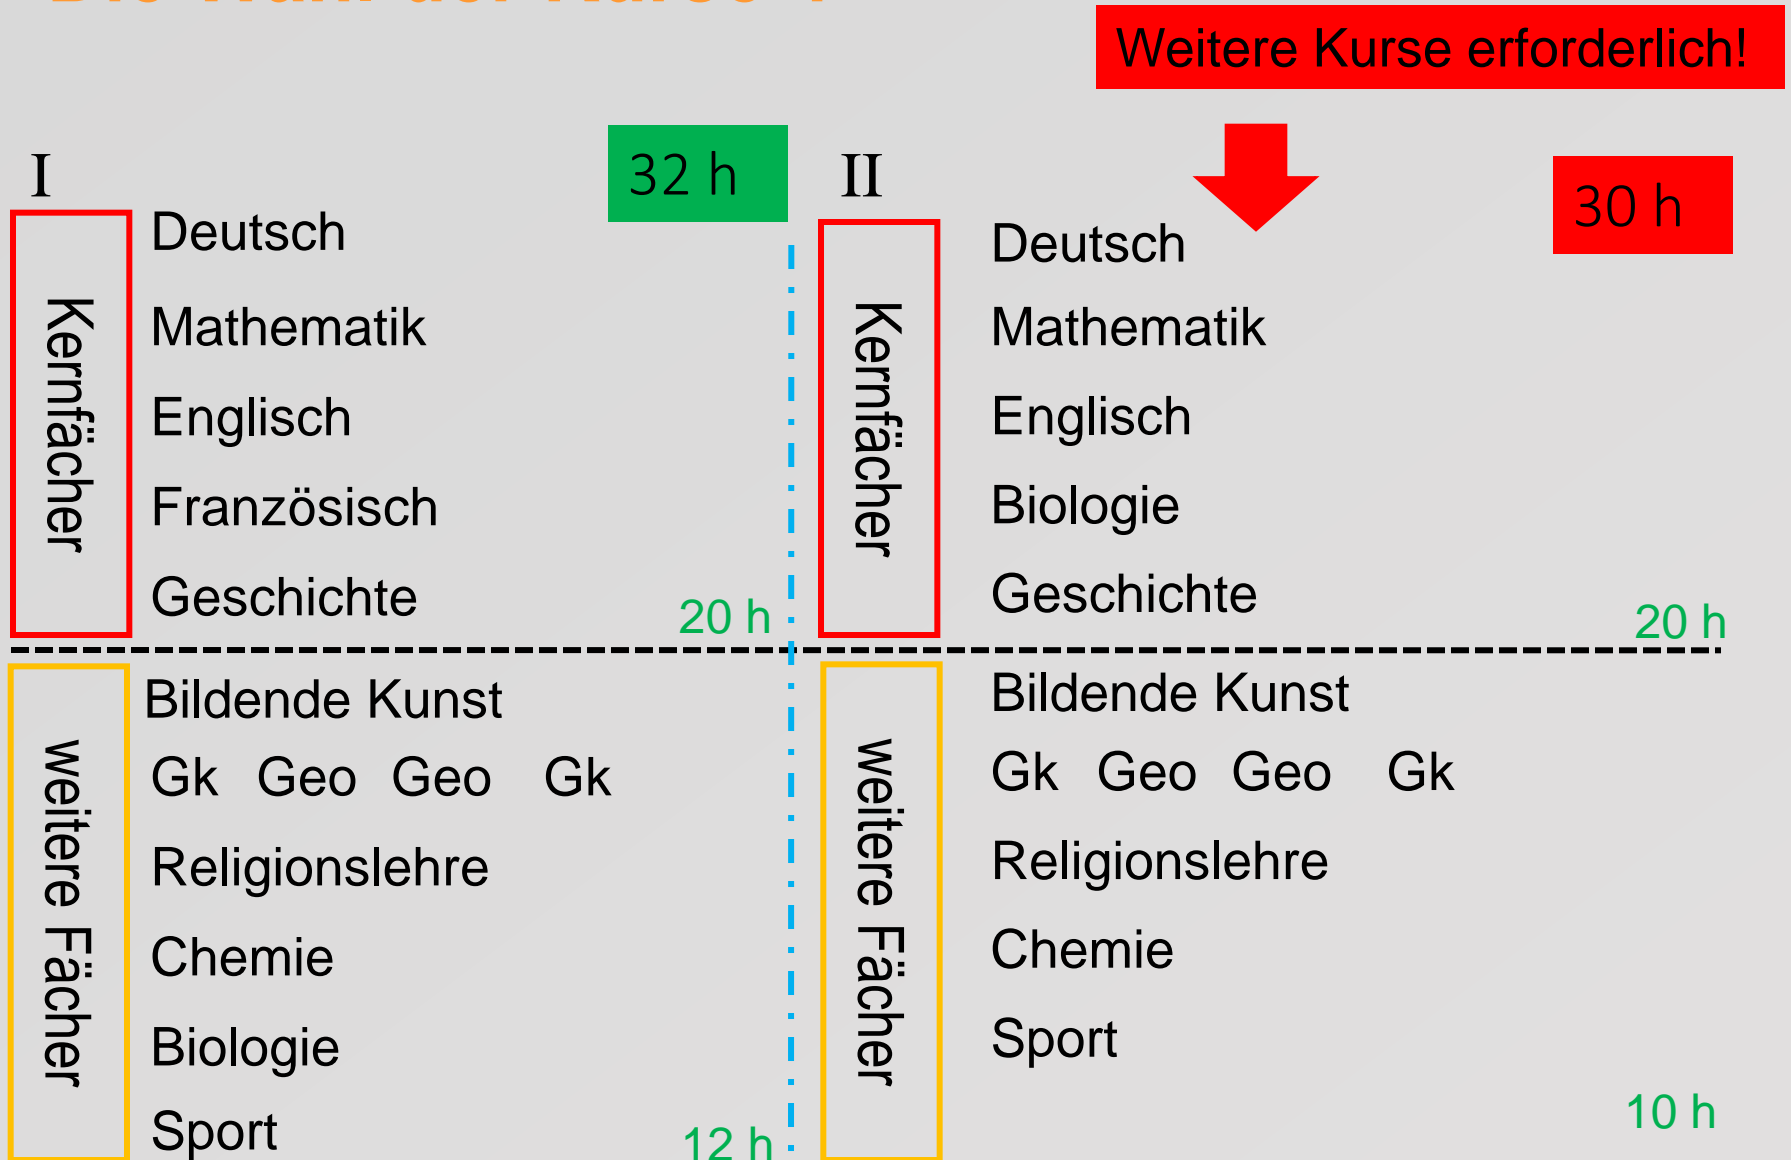 Weitere Kurse erforderlich!
I
32 h
Kernfächer
Deutsch
Mathematik
Englisch
Französisch
Geschichte
20 h
weitere Fächer
Bildende Kunst
Gk Geo Geo Gk
Religionslehre
Chemie
Biologie
Sport
12 h
II
30 h
Kernfächer
Deutsch
Mathematik
Englisch
Biologie
Geschichte
20 h
weitere Fächer
Bildende Kunst
Gk Geo Geo Gk
Religionslehre
Chemie
Sport
10 h